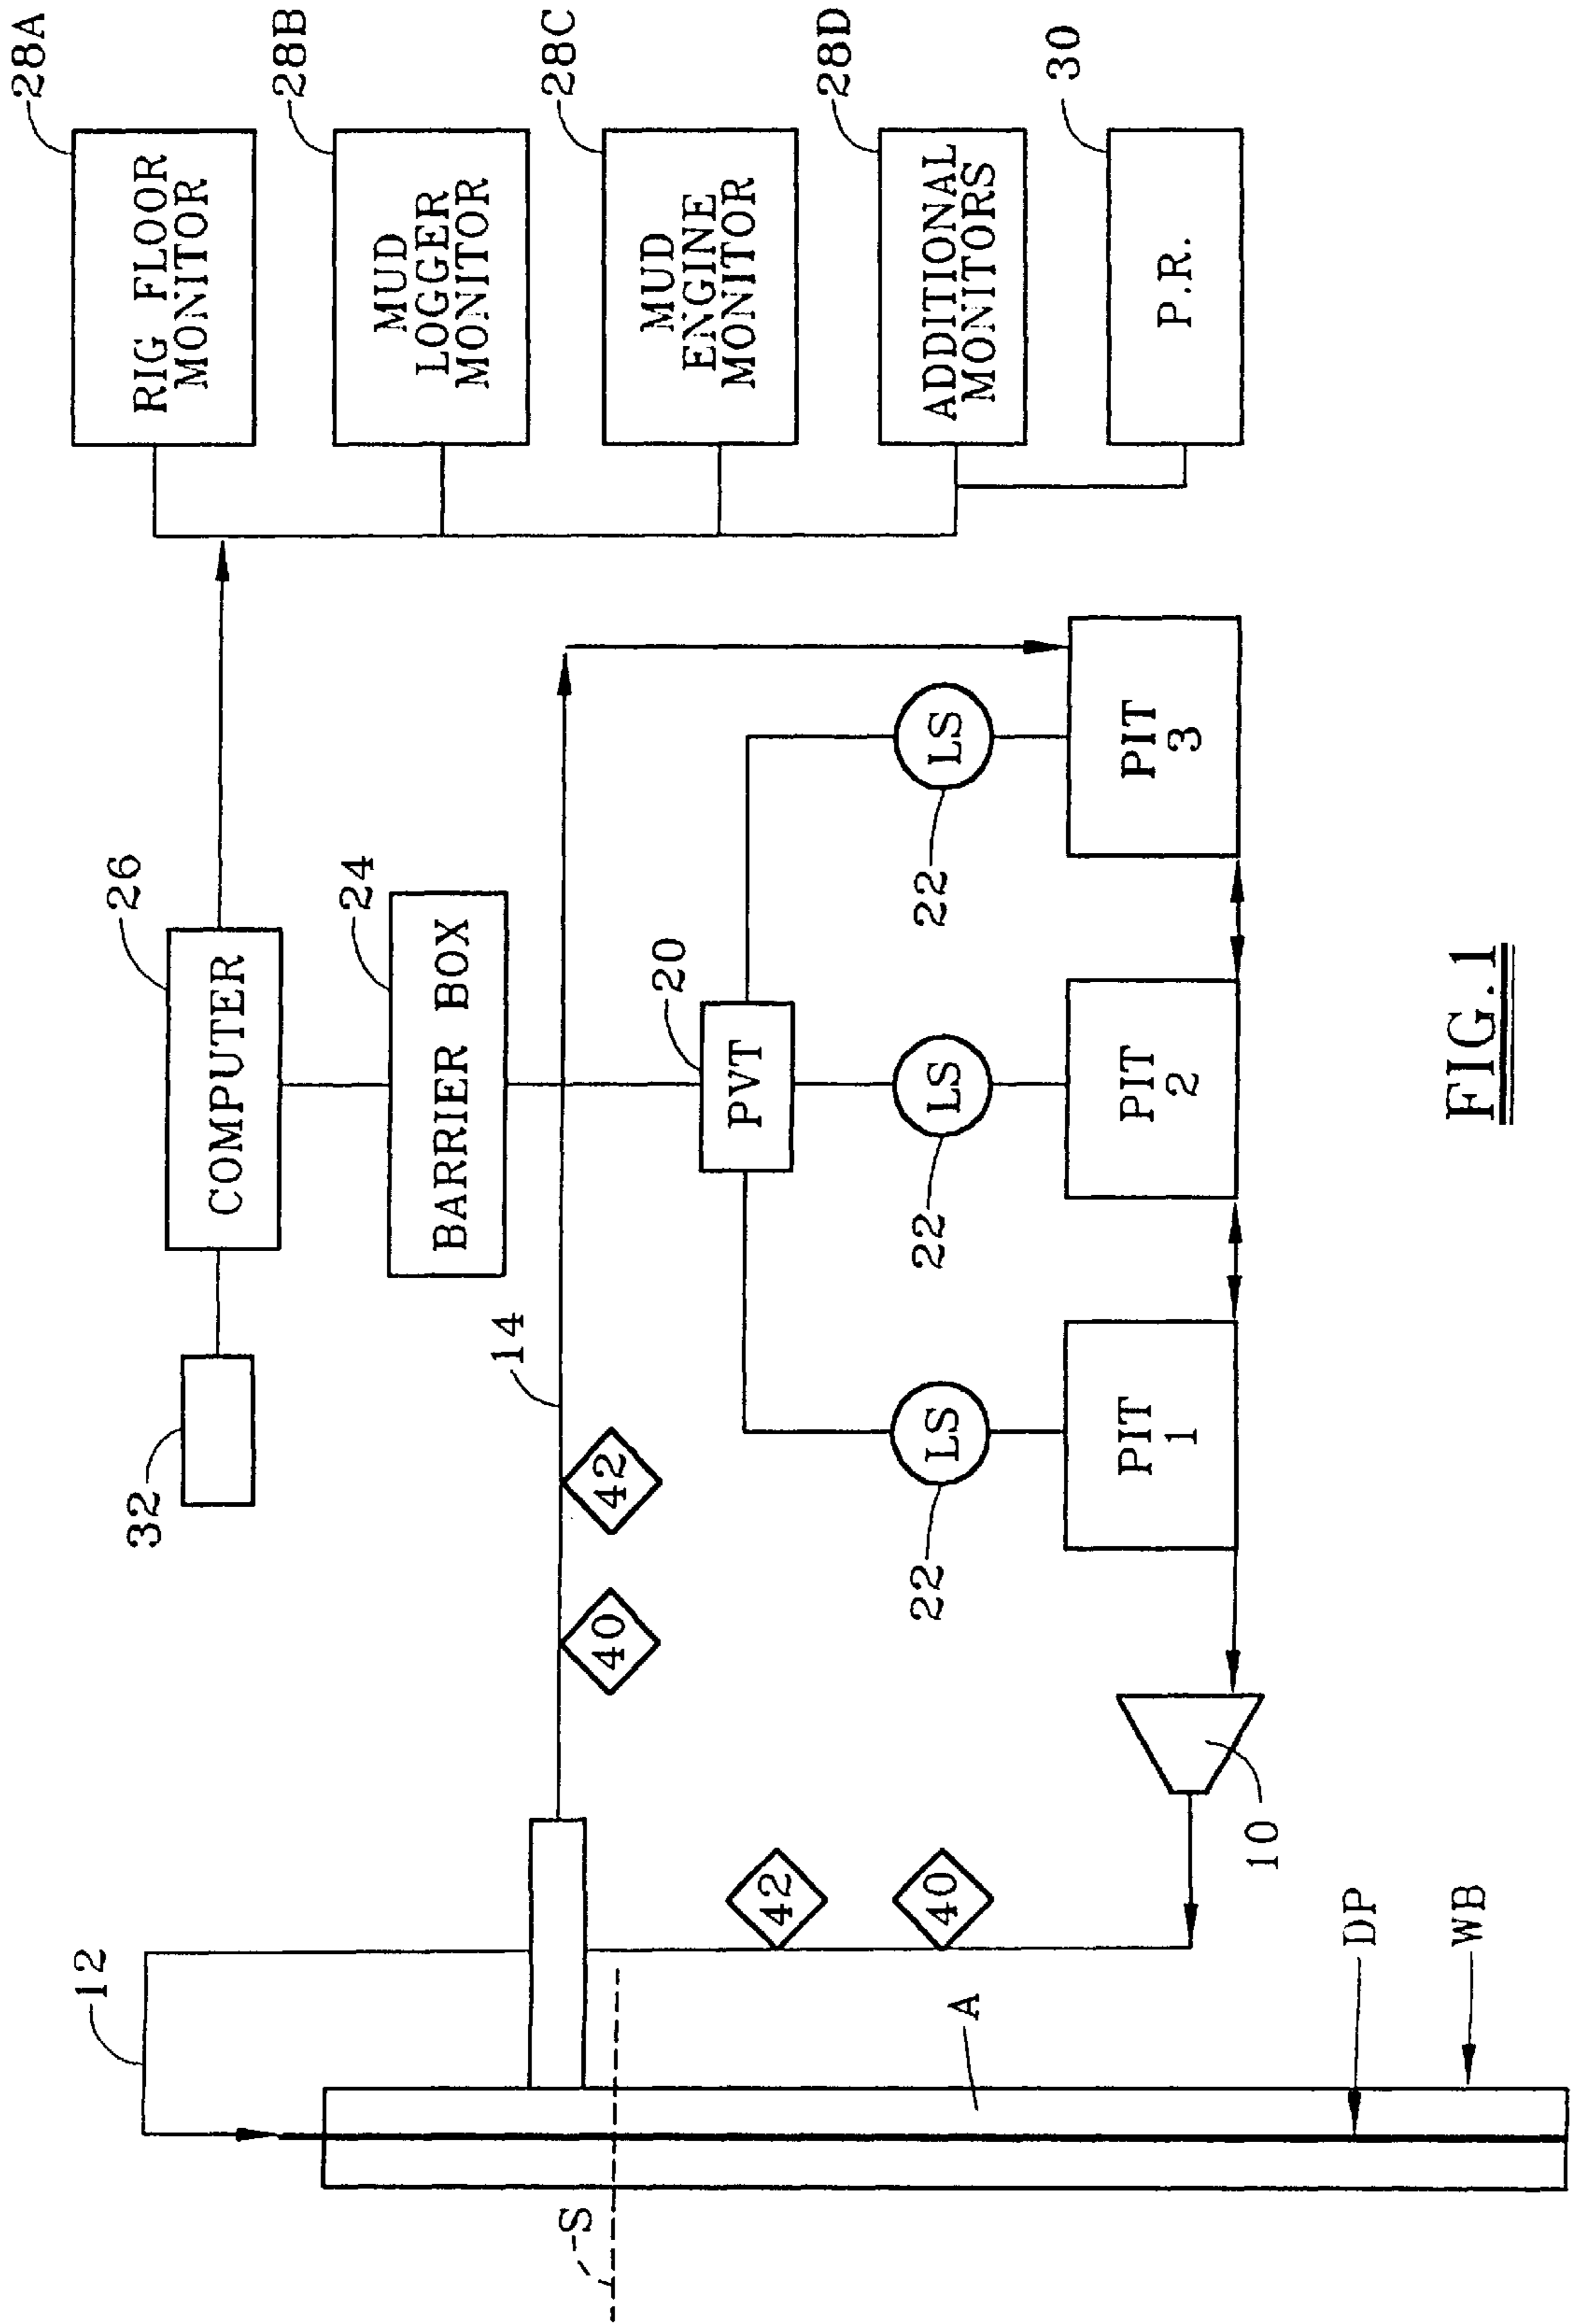 32
26
COMPUTER
24
BARRIER BOX
28A
RIG FLOOR
MONITOR
28B
MUD
LOGGER
MONITOR
28C
MUD
ENGINE
MONITOR
28D
ADDITIONAL
MONITORS
30
P.R.
12
14
40
42
S
42
40
20
PVT
LS
22
LS
22
LS
22
PIT
1
PIT
2
PIT
3
10
A
DP
WB
FIG.1